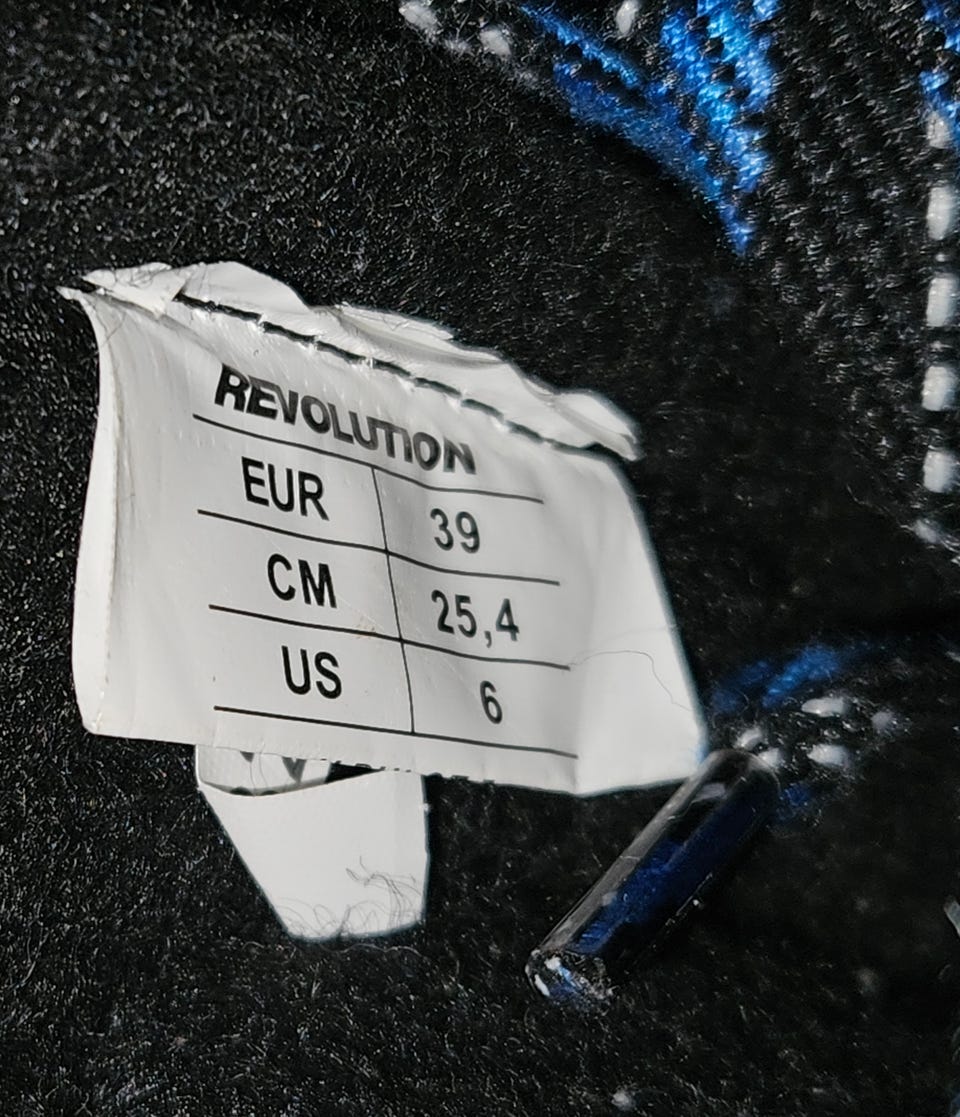 REVOLUTION
EUR 39
CM 25,4
US 6